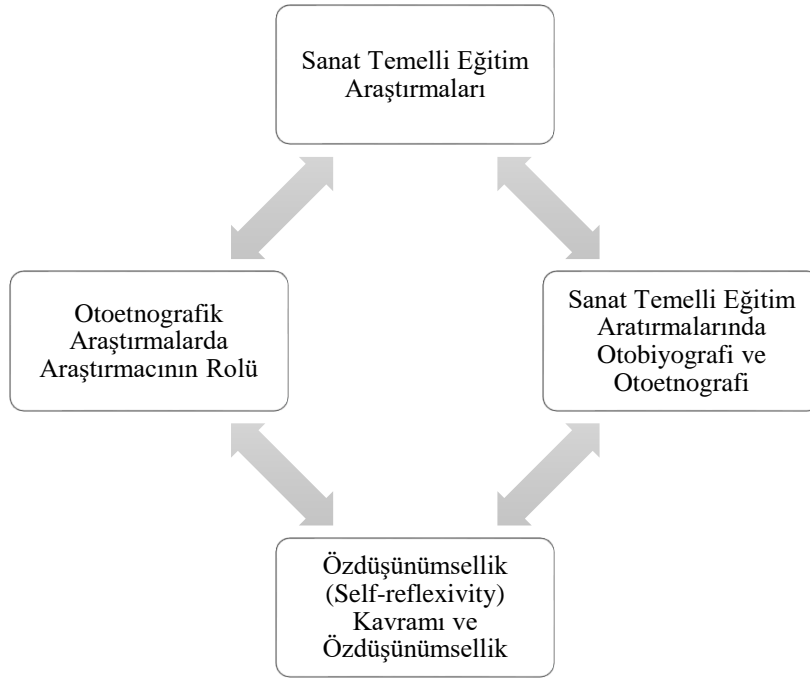 Sanat Temelli Eğitim
Araştırmaları
Otoetnografik
Araştırmalarda
Araştırmacının Rolü
Sanat Temelli Eğitim
Aratırmalarında
Otobiyografi ve
Otoetnografi
Özdüşünümsellik
(Self-reflexivity)
Kavramı ve
Özdüşünümsellik